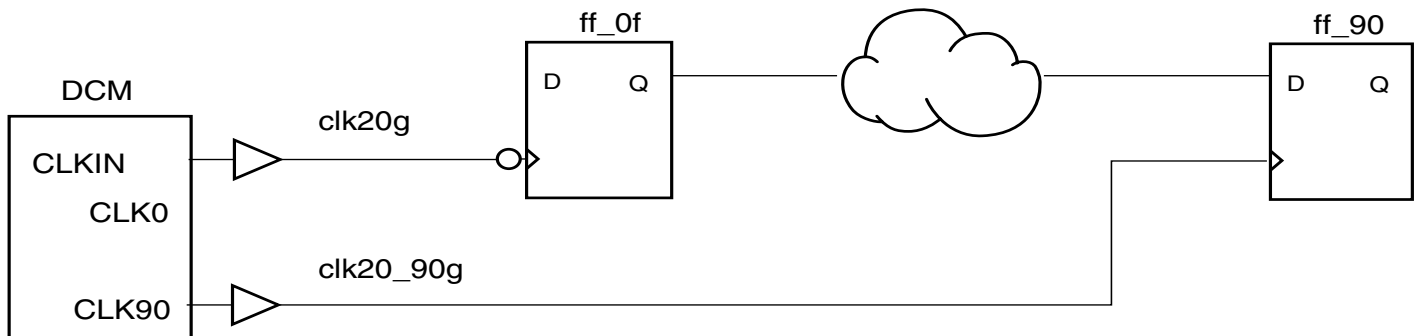 ff_0f
ff_90
DCM
D Q
D Q
clk20g
CLKIN
CLK0
clk20_90g
CLK90